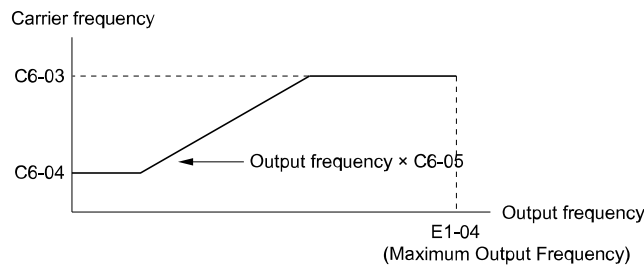 Carrier frequency
C6-03
Output frequency × C6-05
C6-04
Output frequency
E1-04
(Maximum Output Frequency)